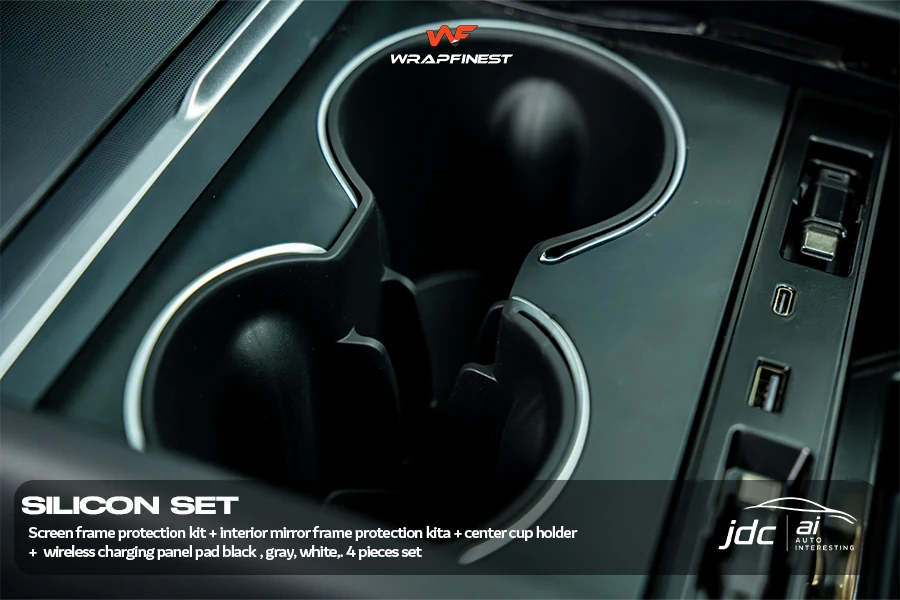 WF
WRAPFINEST
SILICON SET
Screen frame protection kit + interior mirror frame protection kita + center cup holder
+ wireless charging panel pad black , gray, white,. 4 pieces set
jdc
ai
AUTO
INTERESTING